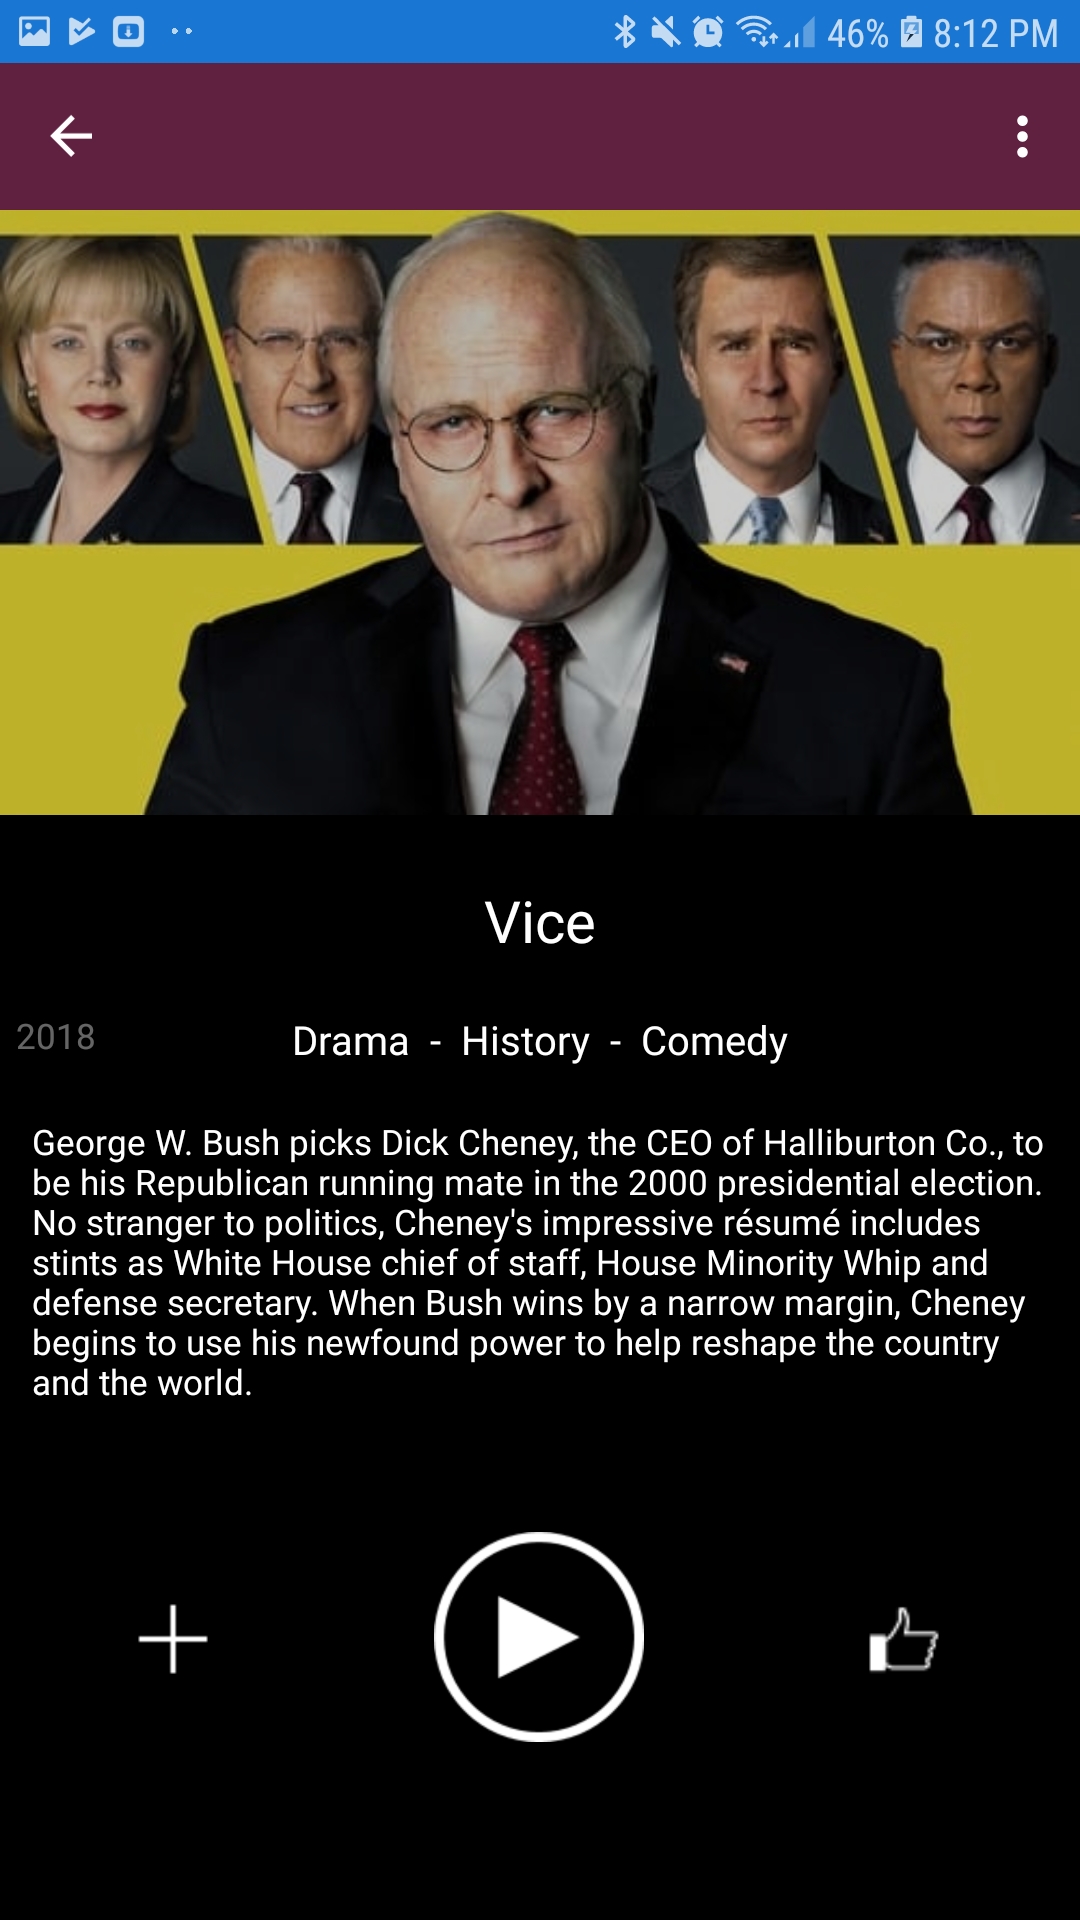 46% 8:12 PM
Vice
2018
Drama - History - Comedy
George W. Bush picks Dick Cheney, the CEO of Halliburton Co., to
be his Republican running mate in the 2000 presidential election.
No stranger to politics, Cheney's impressive résumé includes
stints as White House chief of staff, House Minority Whip and
defense secretary. When Bush wins by a narrow margin, Cheney
begins to use his newfound power to help reshape the country
and the world.